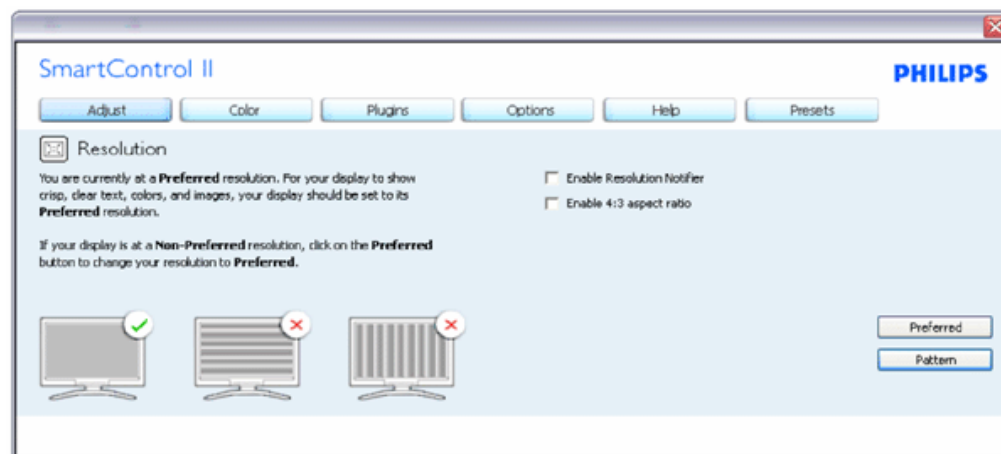 SmartControl II
PHILIPS
Adjust
Color
Plugins
Options
Help
Presets
Resolution
You are currently at a Preferred resolution. For your display to show
crisp, clear text, colors, and images, your display should be set to its
Preferred resolution.
If your display is at a Non-Preferred resolution, click on the Preferred
button to change your resolution to Preferred.
Enable Resolution Notifier
Enable 4:3 aspect ratio
Preferred
Pattern